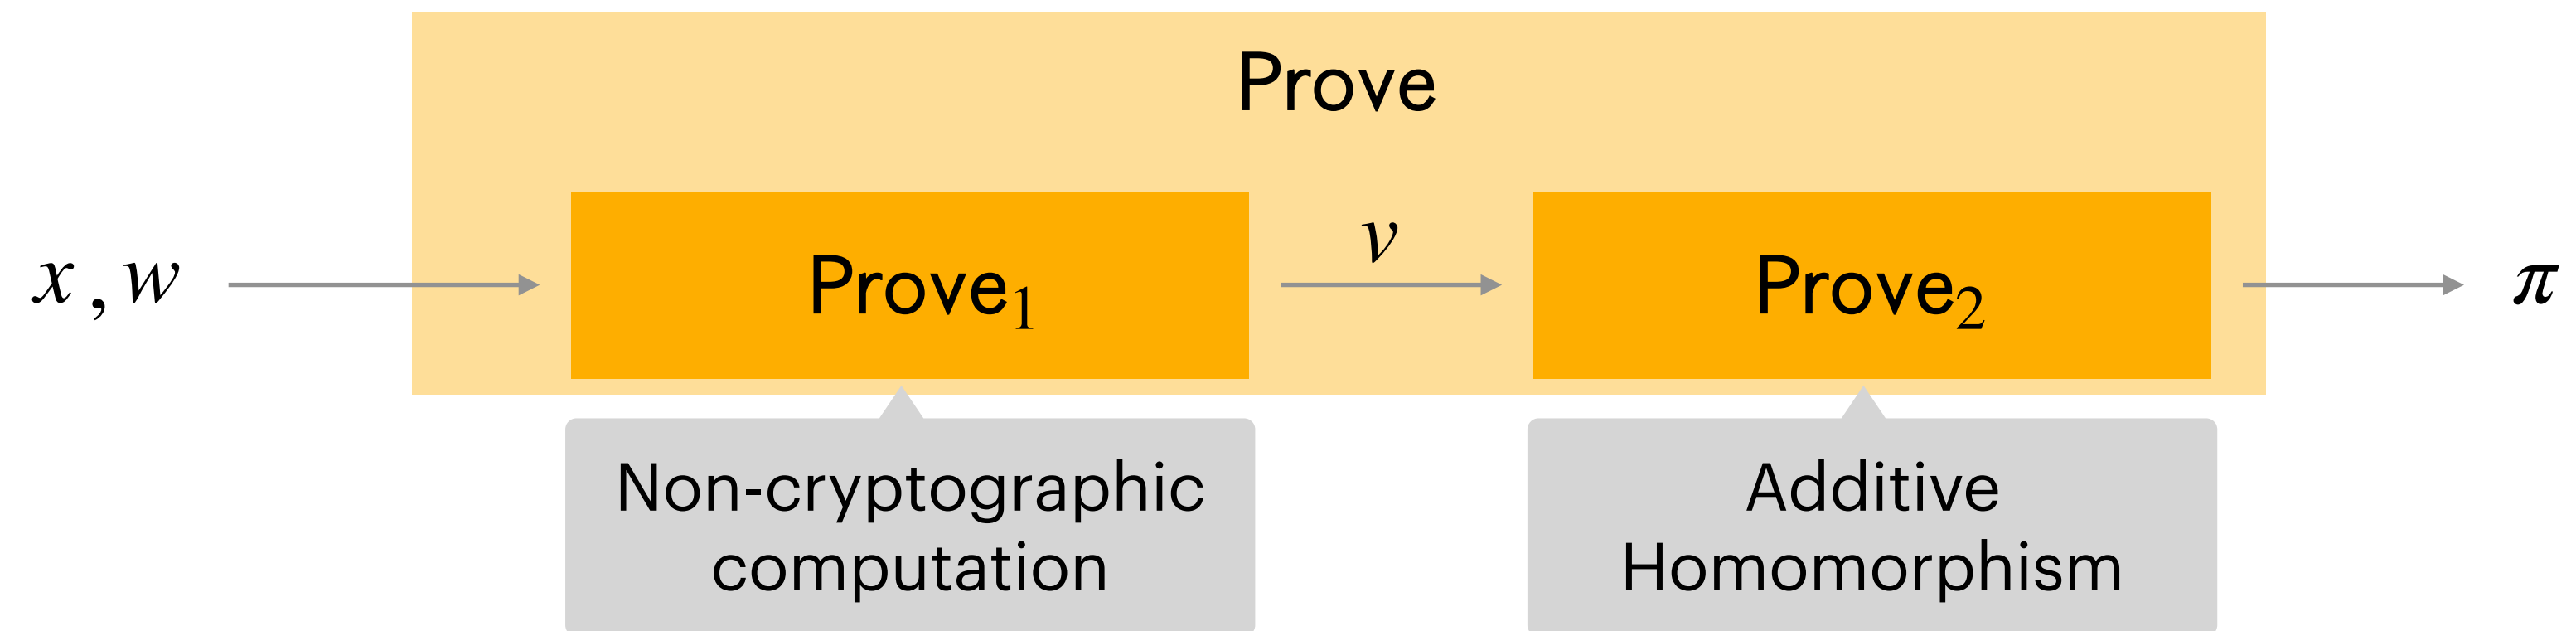 Prove
x, w
Prove₁
v
Prove₂
π
Non-cryptographic
computation
Additive
Homomorphism